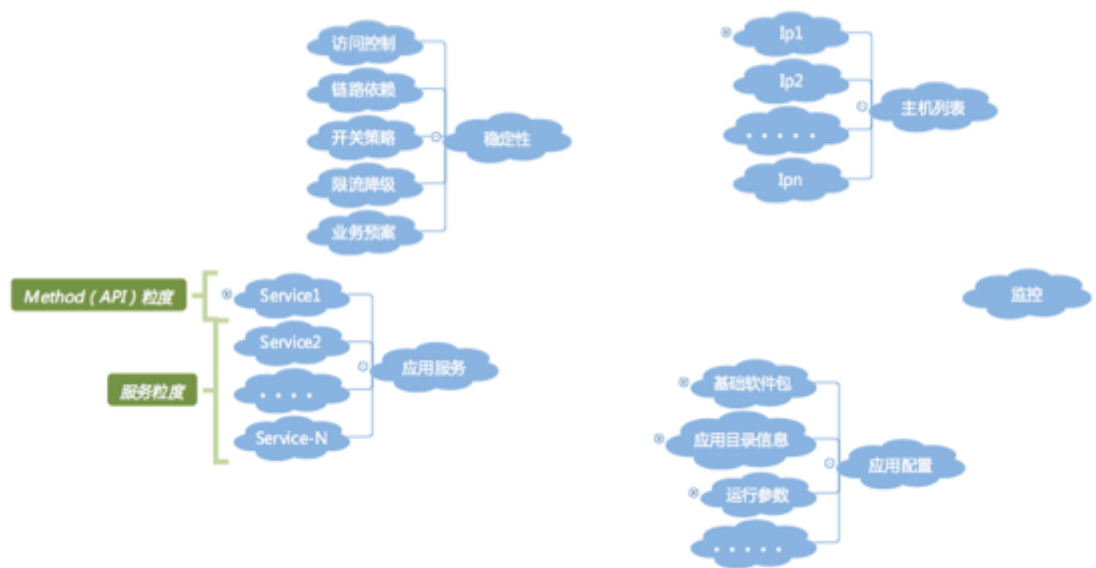 访问控制
链路依赖
开关策略
限流降级
业务预案
稳定性
Ip1
Ip2
. . . . .
Ipn
主机列表
Method（API）粒度
服务粒度
Service1
Service2
. . . .
Service-N
应用服务
监控
基础软件包
应用目录信息
运行参数
. . . . .
应用配置